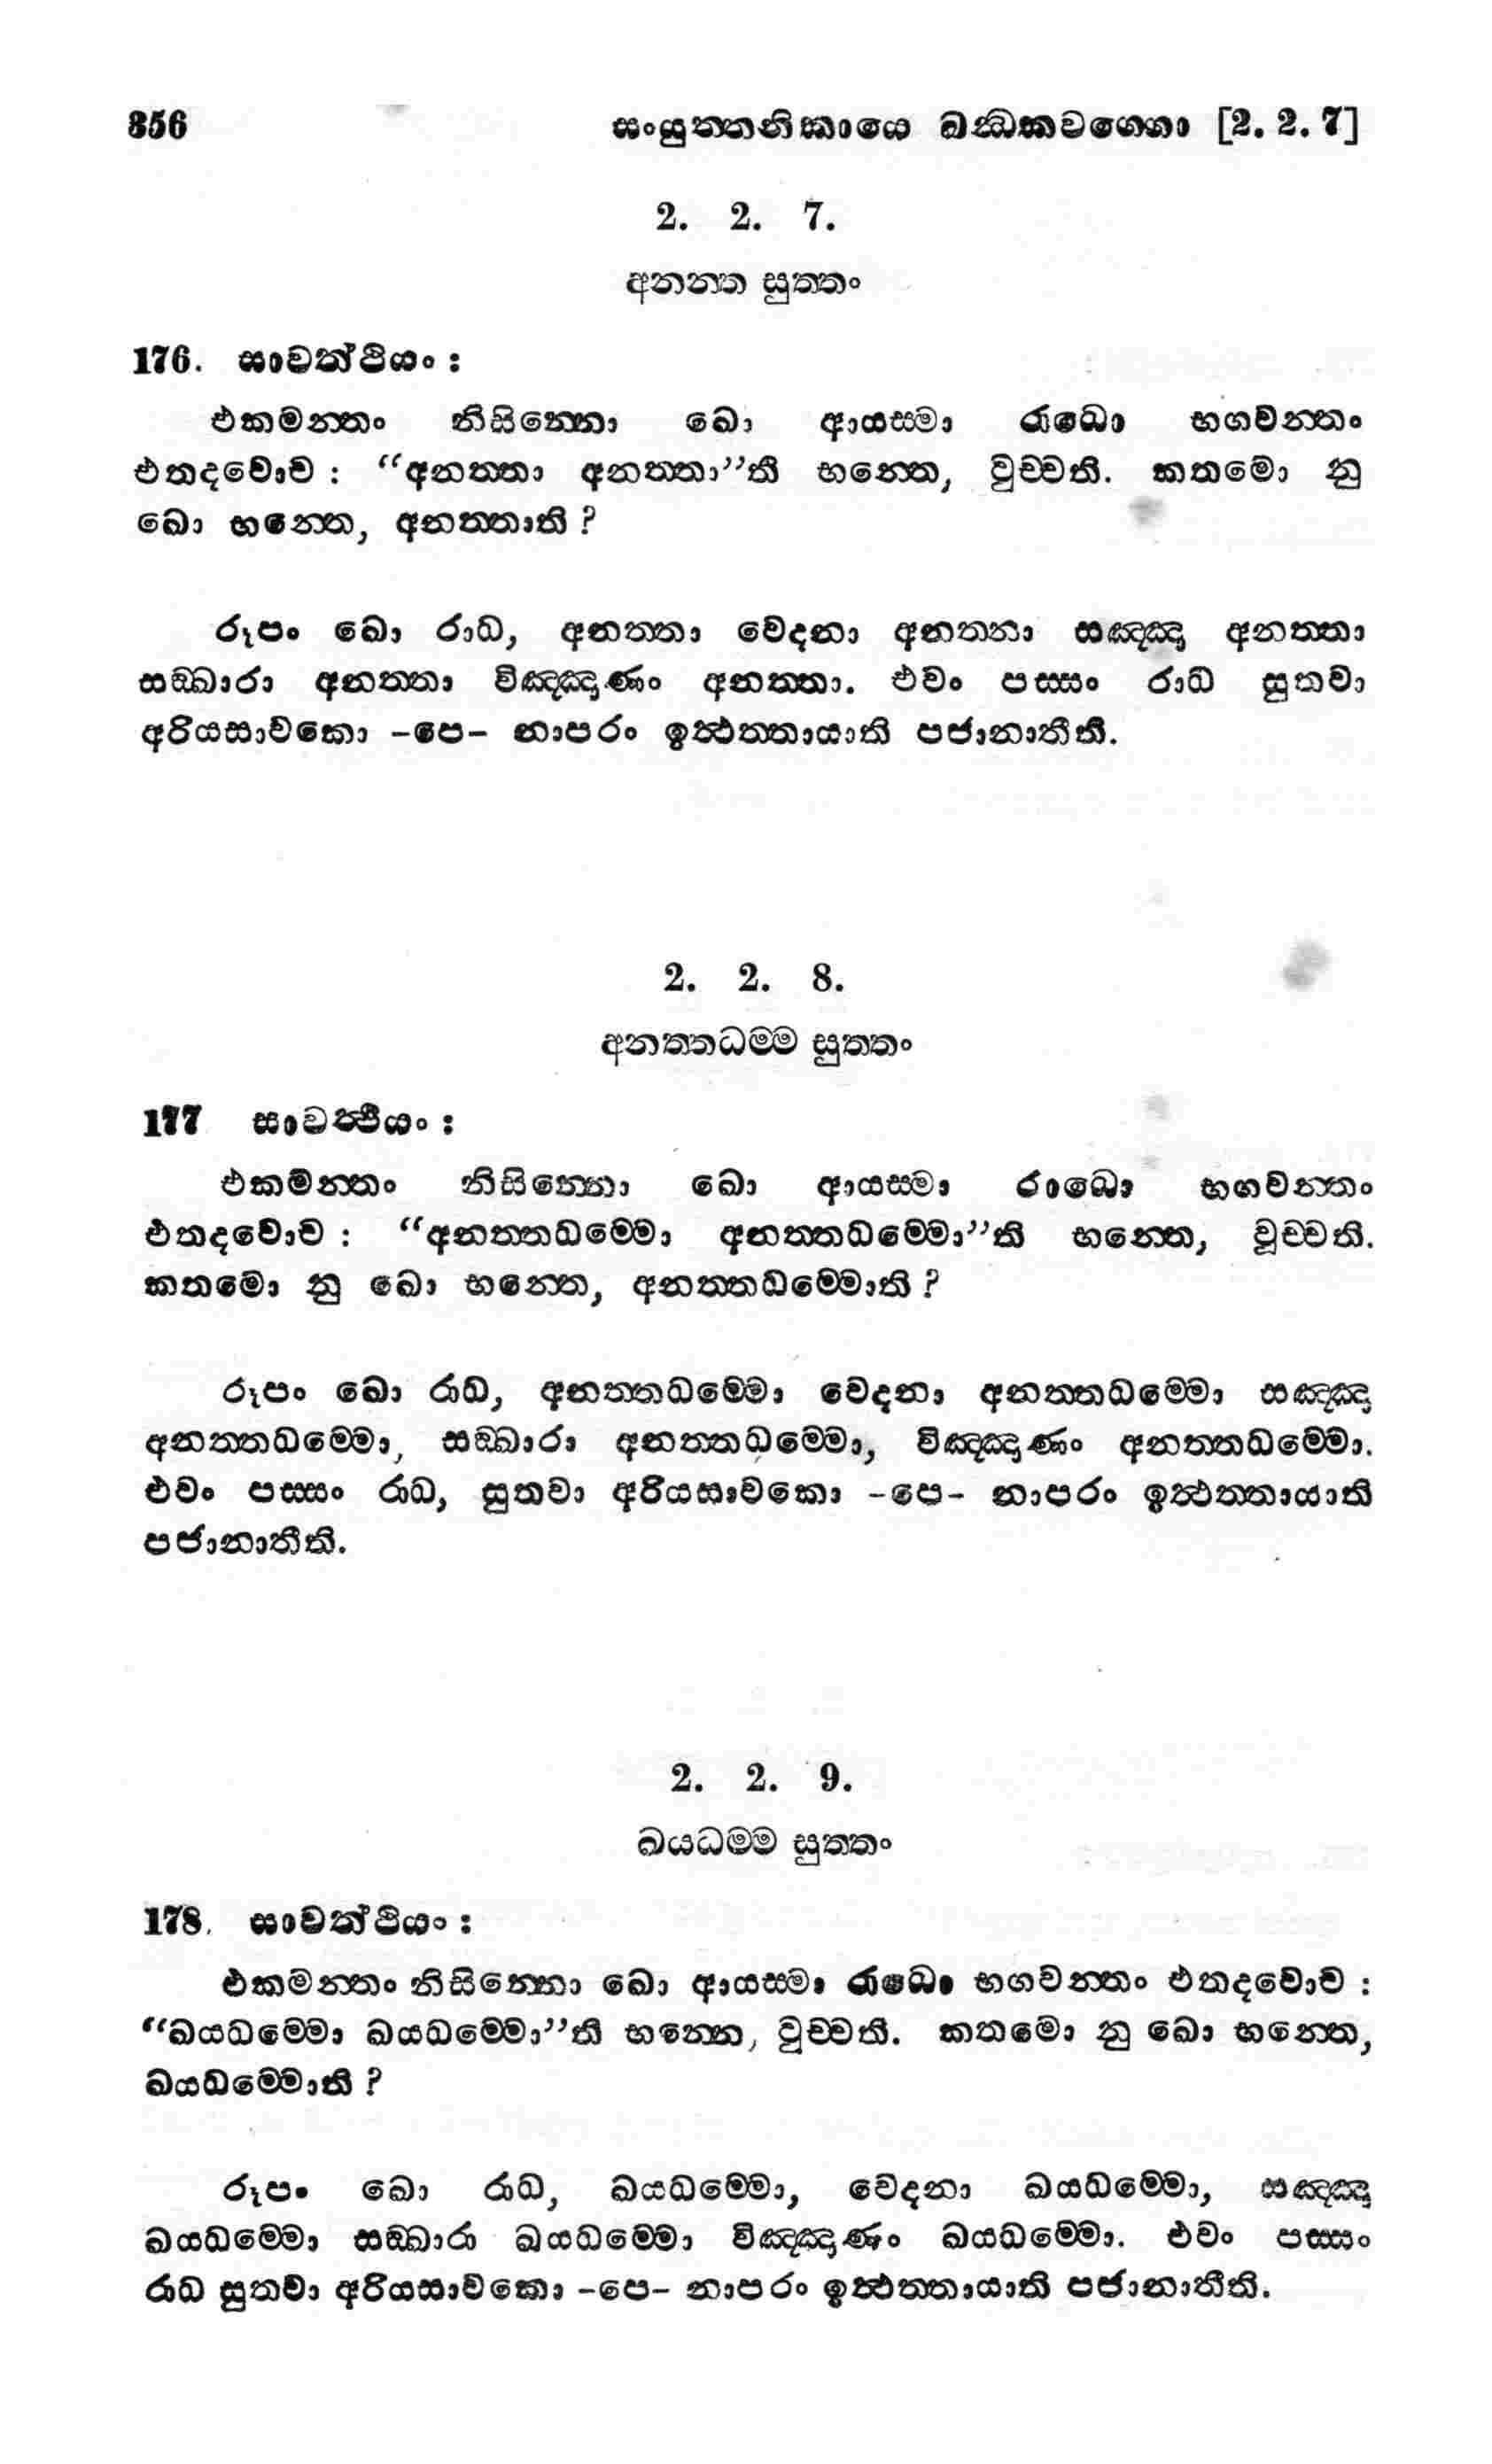 356 සංයුත්තනිකායෙ ඛන්ධකවග්ගො [2. 2. 7]
2. 2. 7.
අනත්ත සුත්තං
176. සාවත්ථියං :
එකමන්තං නිසින්නො ඛො ආයස්මා රාධො භගවන්තං
එතදවොච : “අනත්තා අනත්තා”ති භන්තෙ, වුච්චති. කතමො නු
ඛො භන්තෙ, අනත්තාති ?
රූපං ඛො රාධ, අනත්තා වේදනා අනත්තා සඤ්ඤා අනත්තා
සඞ්ඛාරා අනත්තා විඤ්ඤාණං අනත්තා. එවං පස්සං රාධ සුතවා
අරියසාවකො -පෙ- නාපරං ඉත්ථත්තායාති පජානාතීති.
2. 2. 8.
අනත්තධම්ම සුත්තං
177 සාවත්ථියං :
එකමන්තං නිසින්නො ඛො ආයස්මා රාධො භගවන්තං
එතදවොච : “අනත්තධම්මො අනත්තධම්මො”ති භන්තෙ, වුච්චති.
කතමො නු ඛො භන්තෙ, අනත්තධම්මොති ?
රූපං ඛො රාධ, අනත්තධම්මො වේදනා අනත්තධම්මො සඤ්ඤා
අනත්තධම්මො, සඞ්ඛාරා අනත්තධම්මො, විඤ්ඤාණං අනත්තධම්මො.
එවං පස්සං රාධ, සුතවා අරියසාවකො -පෙ- නාපරං ඉත්ථත්තායාති
පජානාතීති.
2. 2. 9.
ඛයධම්ම සුත්තං
178. සාවත්ථියං :
එකමන්තං නිසින්නො ඛො ආයස්මා රාධො භගවන්තං එතදවොච :
“ඛයධම්මො ඛයධම්මො”ති භන්තෙ, වුච්චති. කතමො නු ඛො භන්තෙ,
ඛයධම්මොති ?
රූපං ඛො රාධ, ඛයධම්මො, වේදනා ඛයධම්මො, සඤ්ඤා
ඛයධම්මො සඞ්ඛාරා ඛයධම්මො විඤ්ඤාණං ඛයධම්මො. එවං පස්සං
රාධ සුතවා අරියසාවකො -පෙ- නාපරං ඉත්ථත්තායාති පජානාතීති.